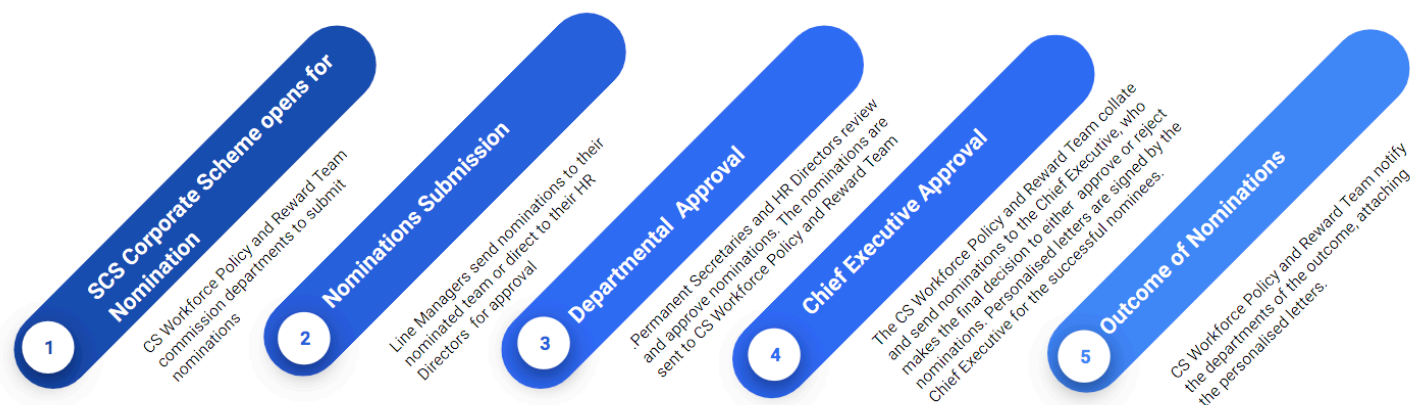 1
SCS Corporate Scheme opens for
Nomination
CS Workforce Policy and Reward Team
commission departments to submit
nominations
2
Nominations Submission
Line Managers send nominations to their
nominated team or direct to their HR
Directors for approval
3
Departmental Approval
.Permanent Secretaries and HR Directors review
and approve nominations. The nominations are
sent to CS Workforce Policy and Reward Team
4
Chief Executive Approval
The CS Workforce Policy and Reward Team collate
and send nominations to the Chief Executive, who
makes the final decision to either approve or reject
nominations. Personalised letters are signed by the
Chief Executive for the successful nominees.
5
Outcome of Nominations
CS Workforce Policy and Reward Team notify
the departments of the outcome, attaching
the personalised letters.